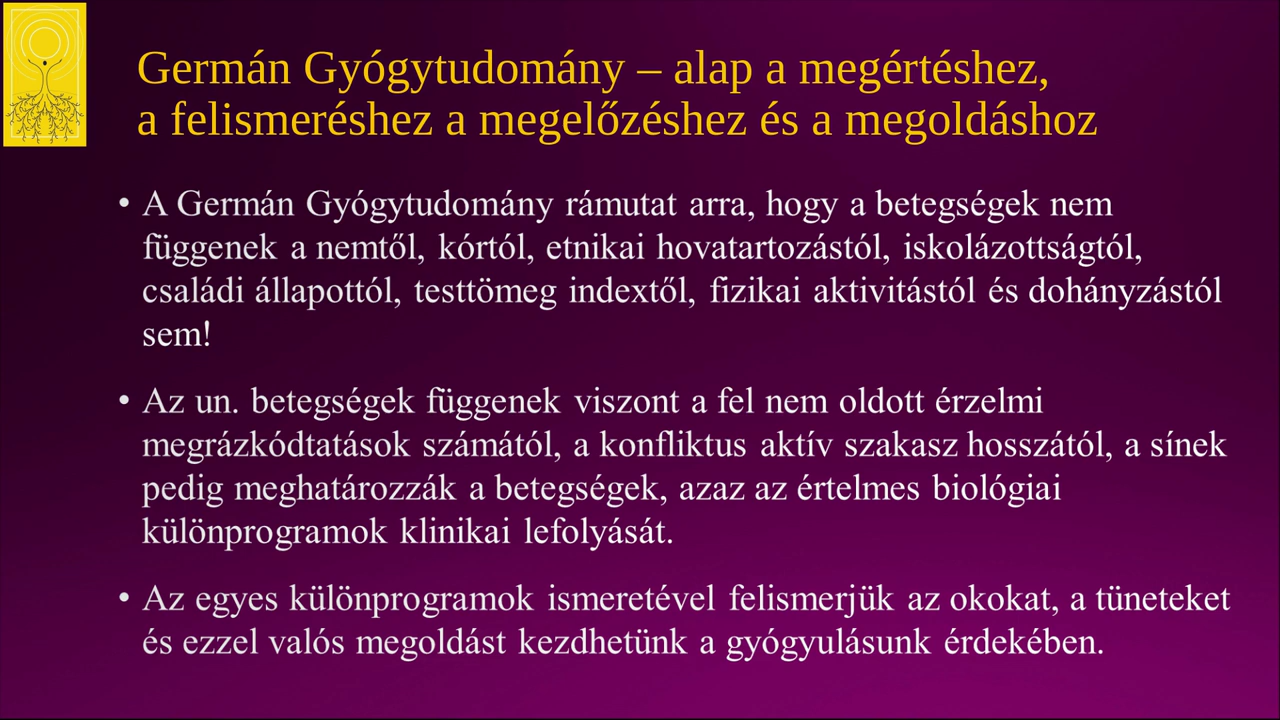 Germán Gyógytudomány – alap a megértéshez,
a felismeréshez a megelőzéshez és a megoldáshoz
• A Germán Gyógytudomány rámutat arra, hogy a betegségek nem
függenek a nemtől, kórtól, etnikai hovatartozástól, iskolázottságtól,
családi állapottól, testtömeg indextől, fizikai aktivitástól és dohányzástól
sem!
• Az un. betegségek függenek viszont a fel nem oldott érzelmi
megrázkódtatások számától, a konfliktus aktív szakasz hosszától, a sínek
pedig meghatározzák a betegségek, azaz az értelmes biológiai
különprogramok klinikai lefolyását.
• Az egyes különprogramok ismeretével felismerjük az okokat, a tüneteket
és ezzel valós megoldást kezdhetünk a gyógyulásunk érdekében.